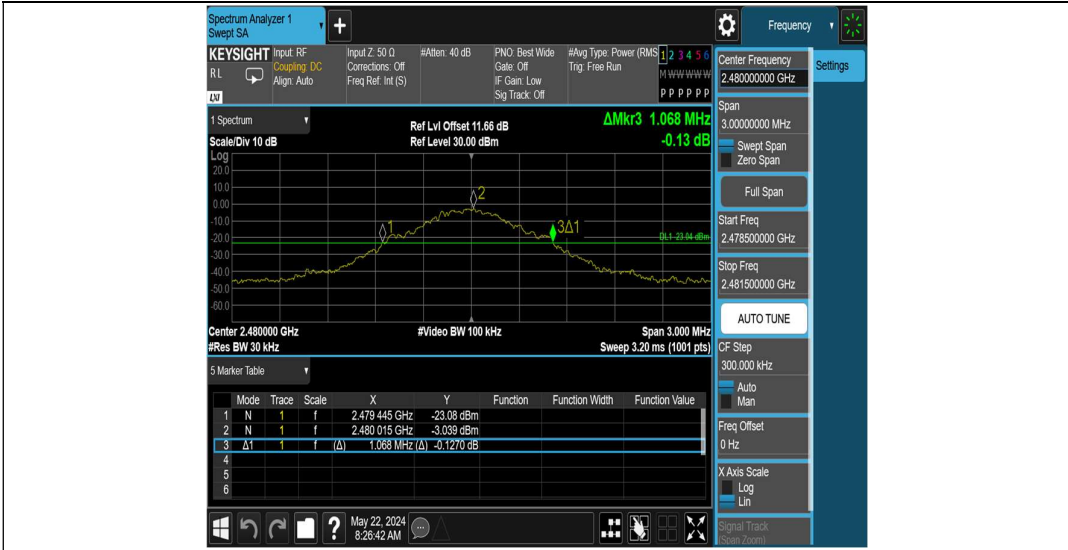 Spectrum Analyzer 1
Swept SA
+
Frequency
KEYSIGHT
RL
LXI
Input: RF
Coupling: DC
Align: Auto
Input Z: 50 Ω
Corrections: Off
Freq Ref: Int (S)
#Atten: 40 dB
PNO: Best Wide
Gate: Off
IF Gain: Low
Sig Track: Off
#Avg Type: Power (RMS
Trig: Free Run
1 2 3 4 5 6
M W W W W W
P P P P P P
1 Spectrum
Scale/Div 10 dB
Ref Lvl Offset 11.66 dB
Ref Level 30.00 dBm
ΔMkr3 1.068 MHz
-0.13 dB
Log
20.0
10.0
0.00
-10.0
-20.0
-30.0
-40.0
-50.0
-60.0
1
2
3Δ1
DL1 -23.04 dBm
Center 2.480000 GHz
#Video BW 100 kHz
Span 3.000 MHz
#Res BW 30 kHz
Sweep 3.20 ms (1001 pts)
5 Marker Table
Mode Trace Scale X Y Function Function Width Function Value
1 N 1 f 2.479 445 GHz -23.08 dBm
2 N 1 f 2.480 015 GHz -3.039 dBm
3 Δ1 1 f (Δ) 1.068 MHz (Δ) -0.1270 dB
4
5
6
?
May 22, 2024
8:26:42 AM
Center Frequency
2.480000000 GHz
Settings
Span
3.00000000 MHz
Swept Span
Zero Span
Full Span
Start Freq
2.478500000 GHz
Stop Freq
2.481500000 GHz
AUTO TUNE
CF Step
300.000 kHz
Auto
Man
Freq Offset
0 Hz
X Axis Scale
Log
Lin
Signal Track
(Span Zoom)